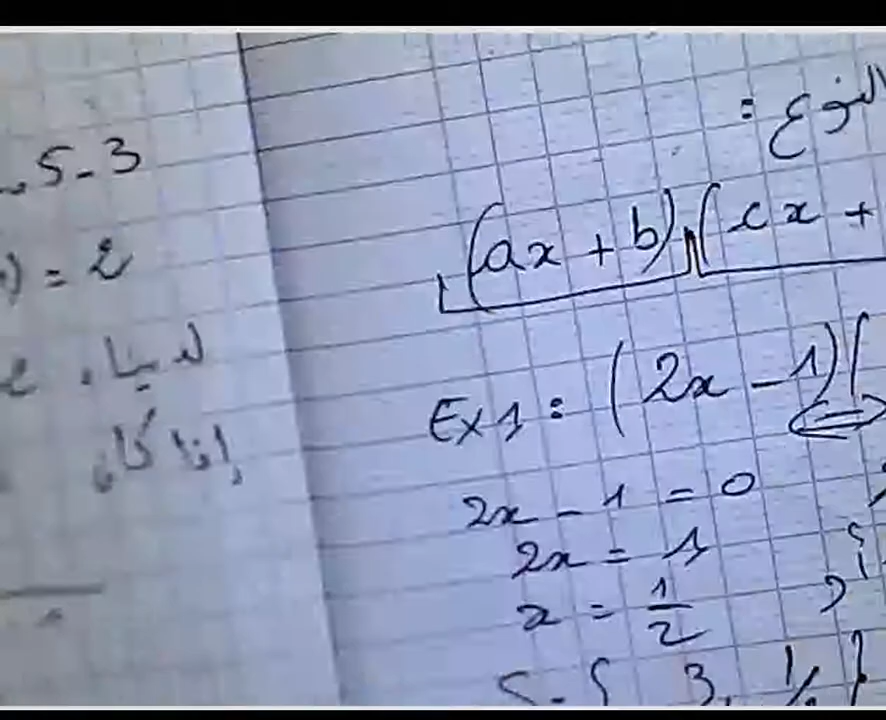 ..5-3
) = 2
لدينا
إذا كان
النوع :
(ax + b) (cx +
Ex1 : (2x - 1)(
2x - 1 = 0
2x = 1
x = 1/2
S = { 3, 1/2 }